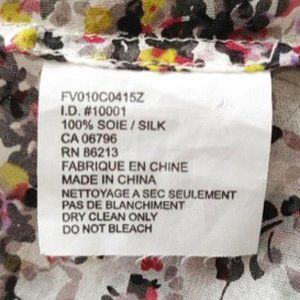 FV010C0415Z
I.D. #10001
100% SOIE / SILK
CA 06796
RN 86213
FABRIQUE EN CHINE
MADE IN CHINA
NETTOYAGE A SEC SEULEMENT
PAS DE BLANCHIMENT
DRY CLEAN ONLY
DO NOT BLEACH